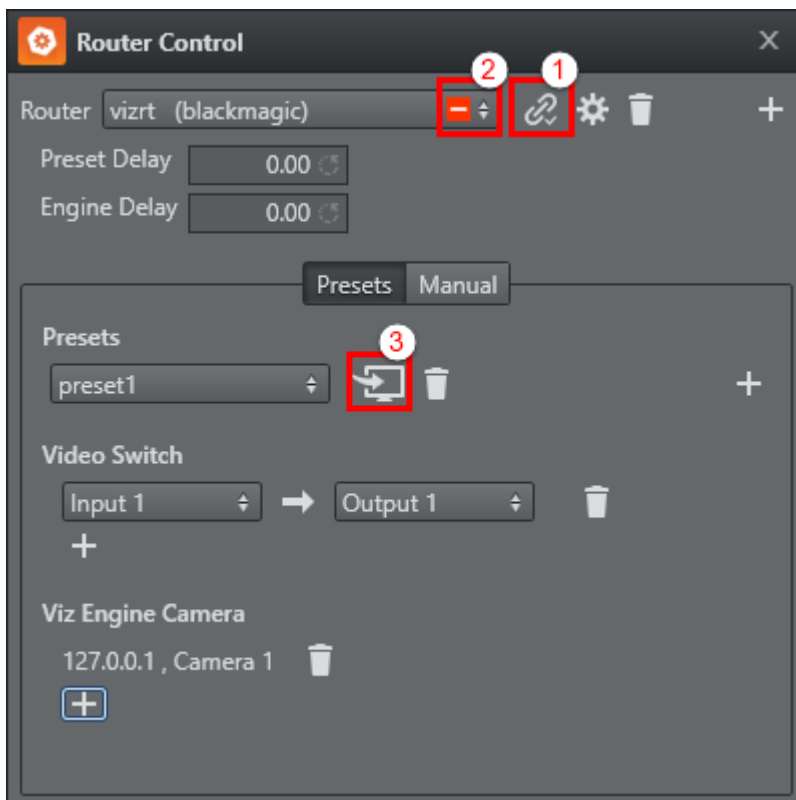 Router Control
2 1
Router vizrt (blackmagic)
Preset Delay 0.00
Engine Delay 0.00
Presets Manual
Presets
3
preset1
Video Switch
Input 1 Output 1
Viz Engine Camera
127.0.0.1 , Camera 1